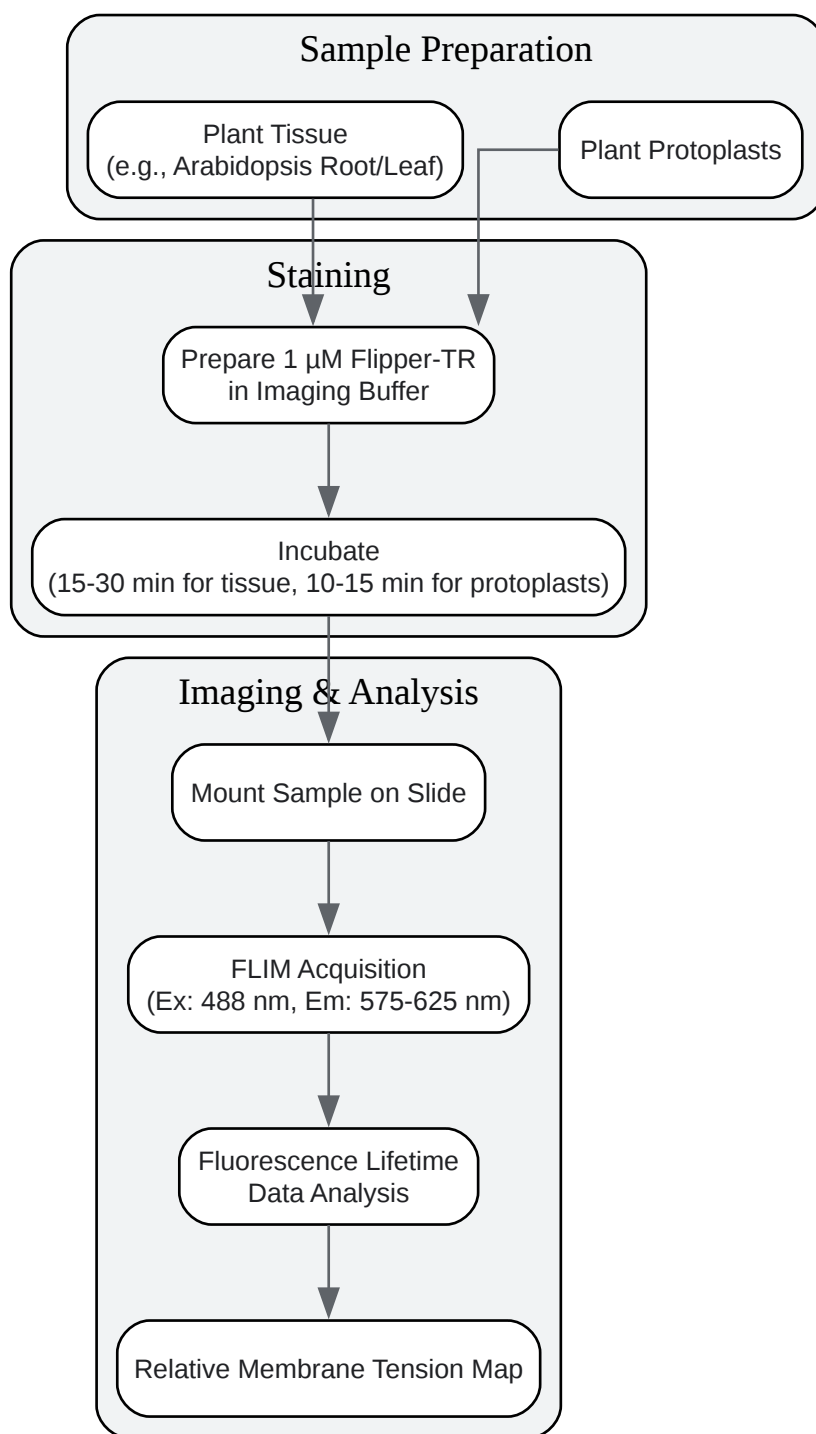 Sample Preparation
Plant Tissue
(e.g., Arabidopsis Root/Leaf)
Plant Protoplasts
Staining
Prepare 1 µM Flipper-TR
in Imaging Buffer
Incubate
(15-30 min for tissue, 10-15 min for protoplasts)
Imaging & Analysis
Mount Sample on Slide
FLIM Acquisition
(Ex: 488 nm, Em: 575-625 nm)
Fluorescence Lifetime
Data Analysis
Relative Membrane Tension Map